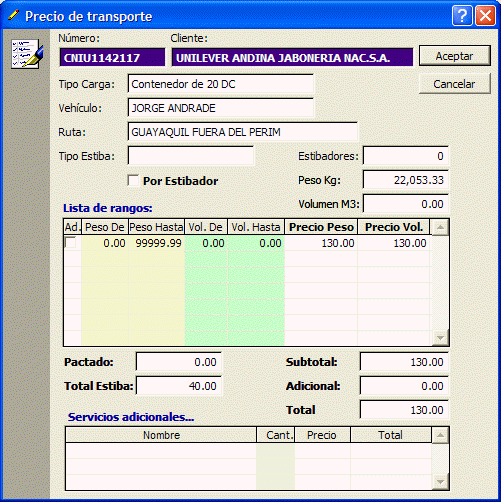 Precio de transporte
Número: Cliente:
CNIU1142117 UNILEVER ANDINA JABONERIA NAC.S.A. Aceptar
Cancelar
Tipo Carga: Contenedor de 20 DC
Vehículo: JORGE ANDRADE
Ruta: GUAYAQUIL FUERA DEL PERIM
Tipo Estiba: Estibadores: 0
Por Estibador Peso Kg: 22,053.33
Volumen M3: 0.00
Lista de rangos:
Ad. Peso De Peso Hasta Vol. De Vol. Hasta Precio Peso Precio Vol.
0.00 99999.99 0.00 0.00 130.00 130.00
Pactado: 0.00 Subtotal: 130.00
Total Estiba: 40.00 Adicional: 0.00
Total 130.00
Servicios adicionales...
Nombre Cant. Precio Total